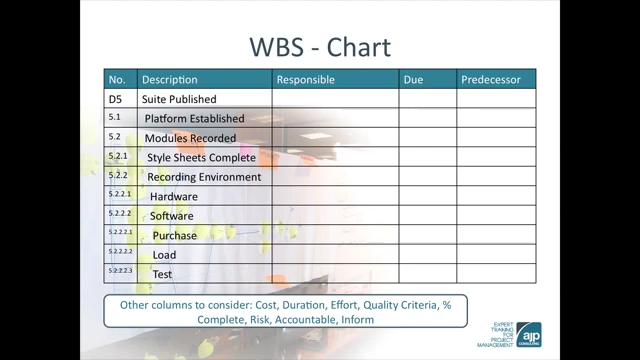 WBS - Chart
No. Description Responsible Due Predecessor
D5 Suite Published
5.1 Platform Established
5.2 Modules Recorded
5.2.1 Style Sheets Complete
5.2.2 Recording Environment
5.2.2.1 Hardware
5.2.2.2 Software
5.2.2.2.1 Purchase
5.2.2.2.2 Load
5.2.2.2.3 Test
Other columns to consider: Cost, Duration, Effort, Quality Criteria, %
Complete, Risk, Accountable, Inform
EXPERT
TRAINING
FOR
PROJECT
MANAGEMENT
ajp
CONSULTING